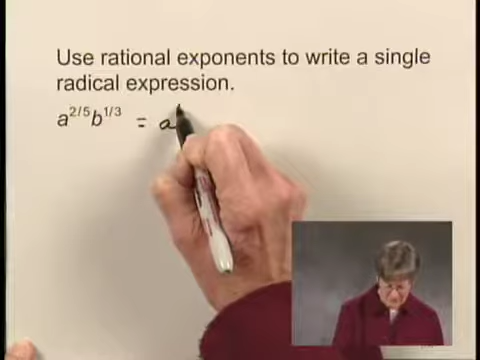 Use rational exponents to write a single
radical expression.
a^{2/5}b^{1/3} = a